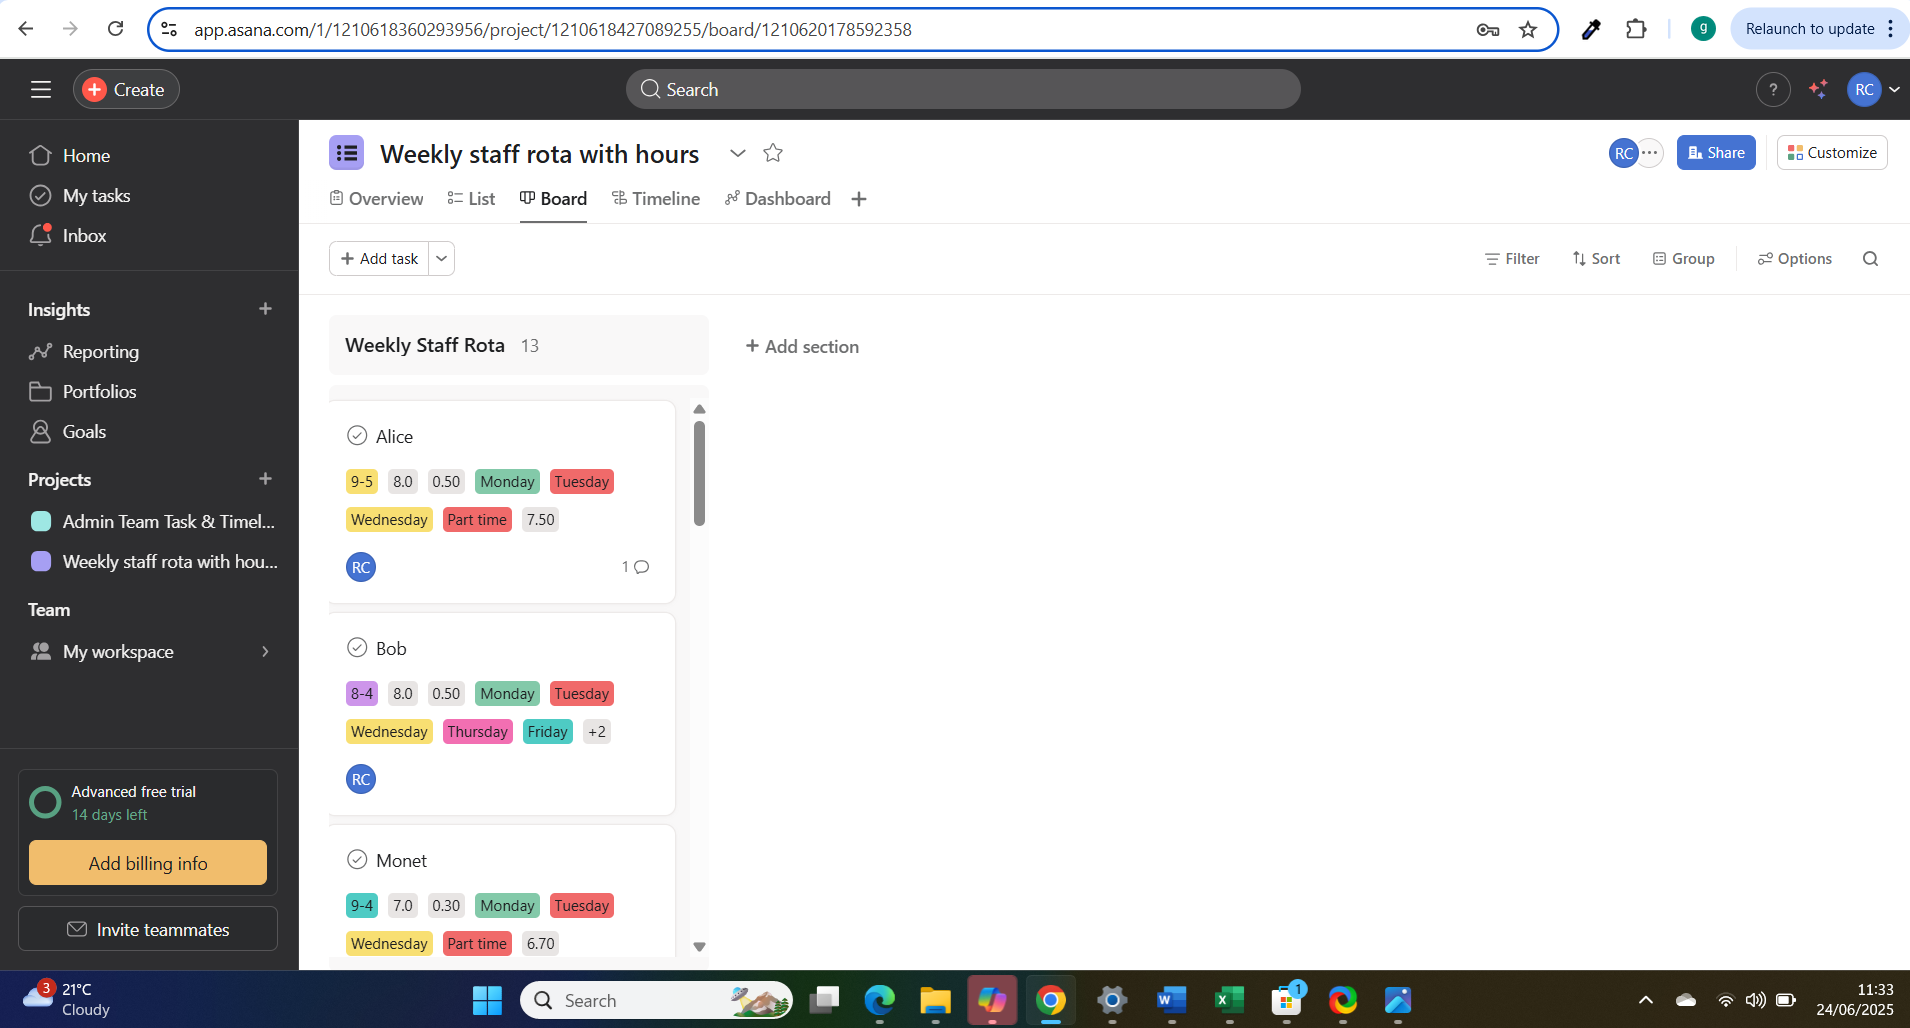 app.asana.com/1/1210618360293956/project/1210618427089255/board/1210620178592358
g
Relaunch to update
Create
Search
?
RC
Home
My tasks
Inbox
Insights
Reporting
Portfolios
Goals
Projects
Admin Team Task & Timel...
Weekly staff rota with hou...
Team
My workspace
Advanced free trial
14 days left
Add billing info
Invite teammates
Weekly staff rota with hours
RC
Share
Customize
Overview List Board Timeline Dashboard
Add task
Filter Sort Group Options
Weekly Staff Rota 13
Add section
Alice
9-5 8.0 0.50 Monday Tuesday
Wednesday Part time 7.50
RC 1
Bob
8-4 8.0 0.50 Monday Tuesday
Wednesday Thursday Friday +2
RC
Monet
9-4 7.0 0.30 Monday Tuesday
Wednesday Part time 6.70
3
21°C
Cloudy
Search
W
X
1
11:33
24/06/2025